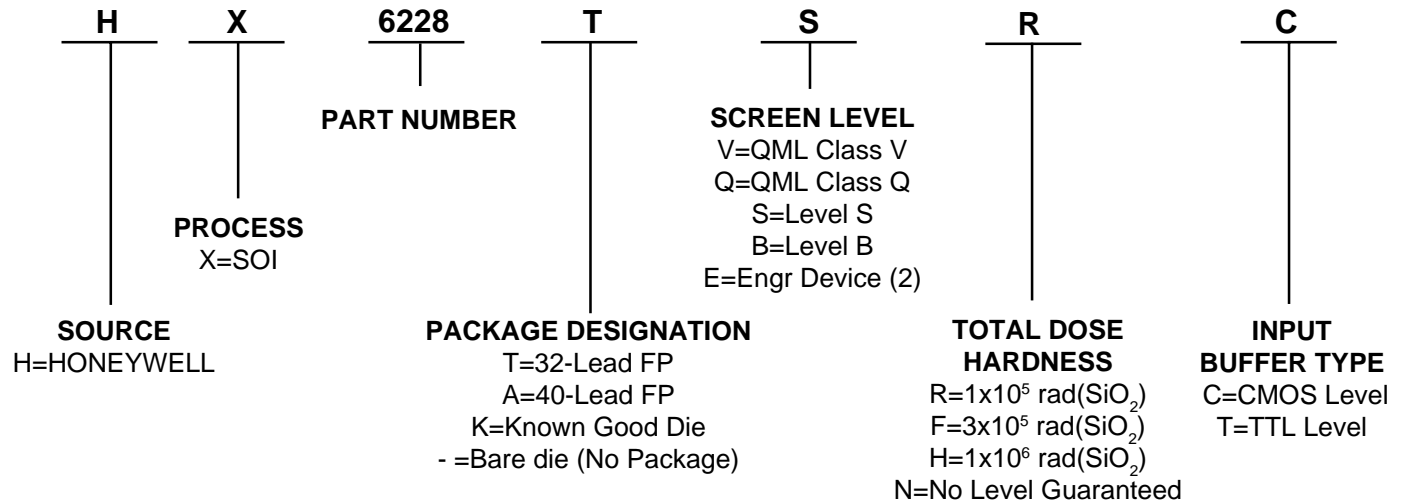 H X 6228 T S R C
PART NUMBER
SCREEN LEVEL
V=QML Class V
Q=QML Class Q
S=Level S
B=Level B
E=Engr Device (2)
PROCESS
X=SOI
SOURCE
H=HONEYWELL
PACKAGE DESIGNATION
T=32-Lead FP
A=40-Lead FP
K=Known Good Die
- =Bare die (No Package)
TOTAL DOSE
HARDNESS
R=1x10⁵ rad(SiO₂)
F=3x10⁵ rad(SiO₂)
H=1x10⁶ rad(SiO₂)
N=No Level Guaranteed
INPUT
BUFFER TYPE
C=CMOS Level
T=TTL Level